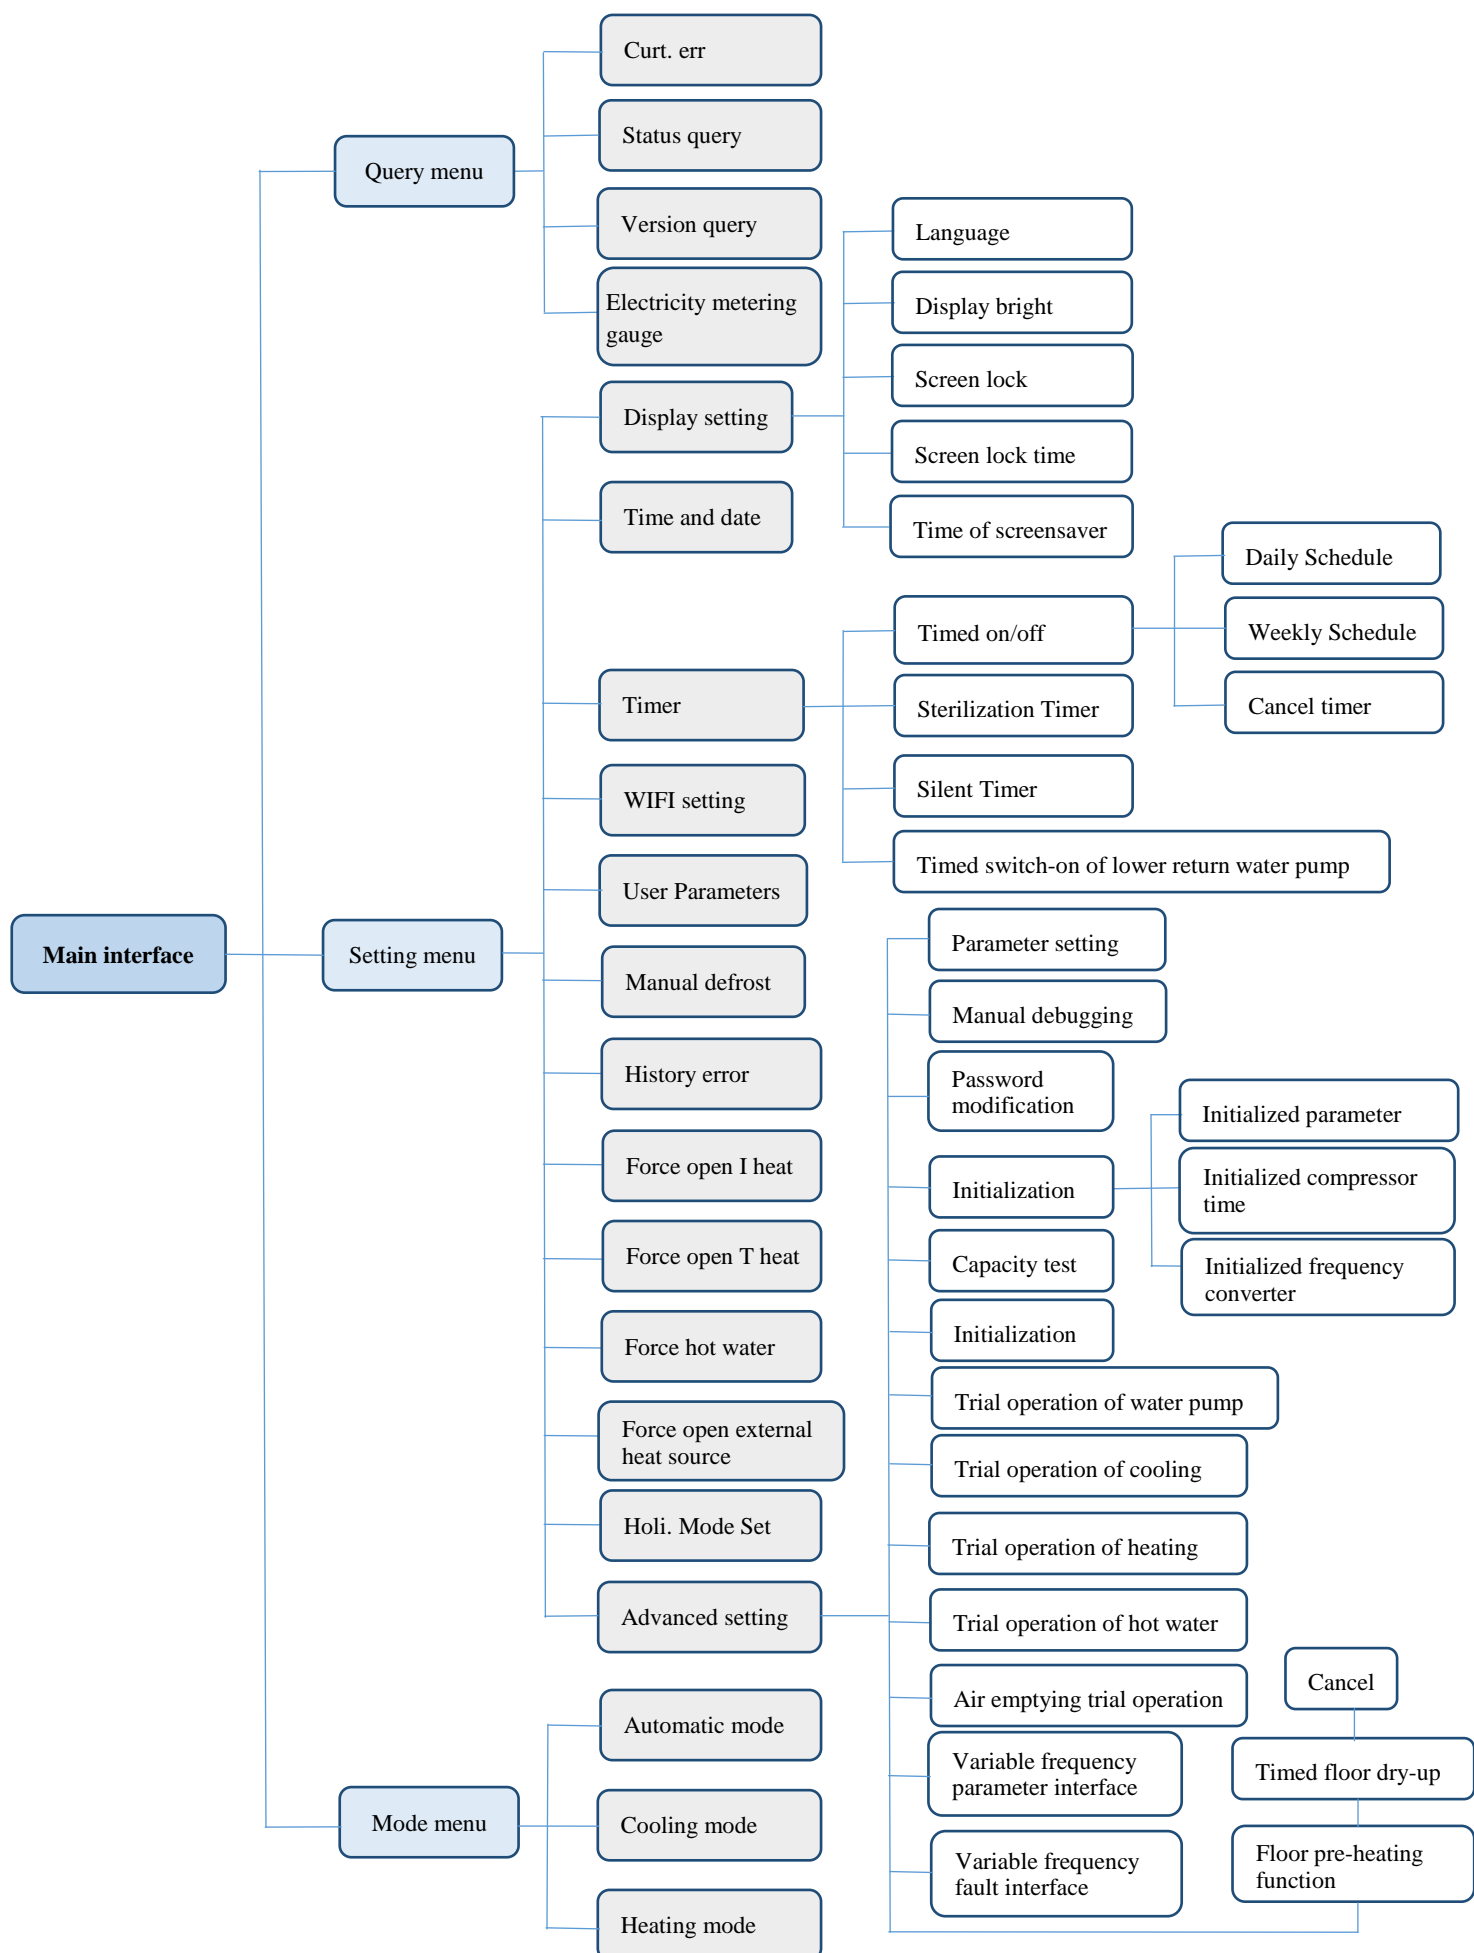 Main interface
Query menu
Curt. err
Status query
Version query
Electricity metering
gauge
Setting menu
Display setting
Language
Display bright
Screen lock
Screen lock time
Time of screensaver
Time and date
Timer
Timed on/off
Daily Schedule
Weekly Schedule
Cancel timer
Sterilization Timer
Silent Timer
Timed switch-on of lower return water pump
WIFI setting
User Parameters
Manual defrost
History error
Force open I heat
Force open T heat
Force hot water
Force open external
heat source
Holi. Mode Set
Advanced setting
Parameter setting
Manual debugging
Password
modification
Initialization
Initialized parameter
Initialized compressor
time
Initialized frequency
converter
Capacity test
Initialization
Trial operation of water pump
Trial operation of cooling
Trial operation of heating
Trial operation of hot water
Air emptying trial operation
Variable frequency
parameter interface
Variable frequency
fault interface
Cancel
Timed floor dry-up
Floor pre-heating
function
Mode menu
Automatic mode
Cooling mode
Heating mode